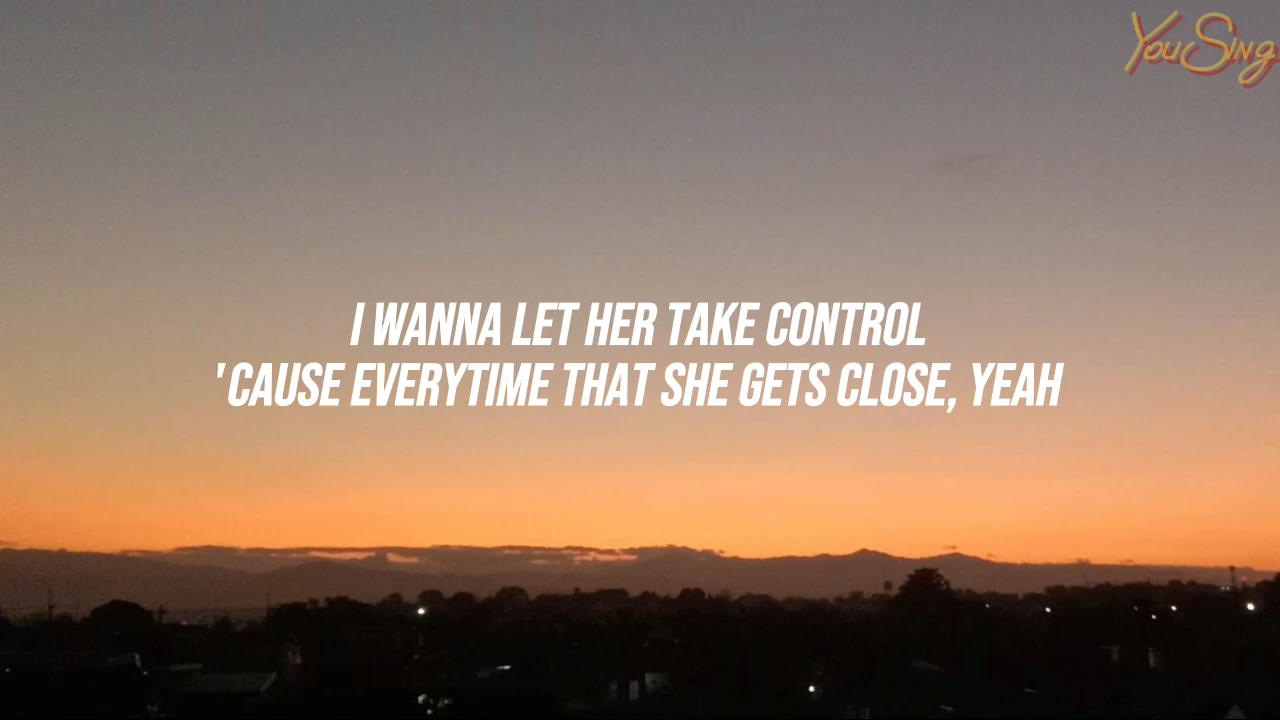 YouSing
I WANNA LET HER TAKE CONTROL
'CAUSE EVERYTIME THAT SHE GETS CLOSE, YEAH